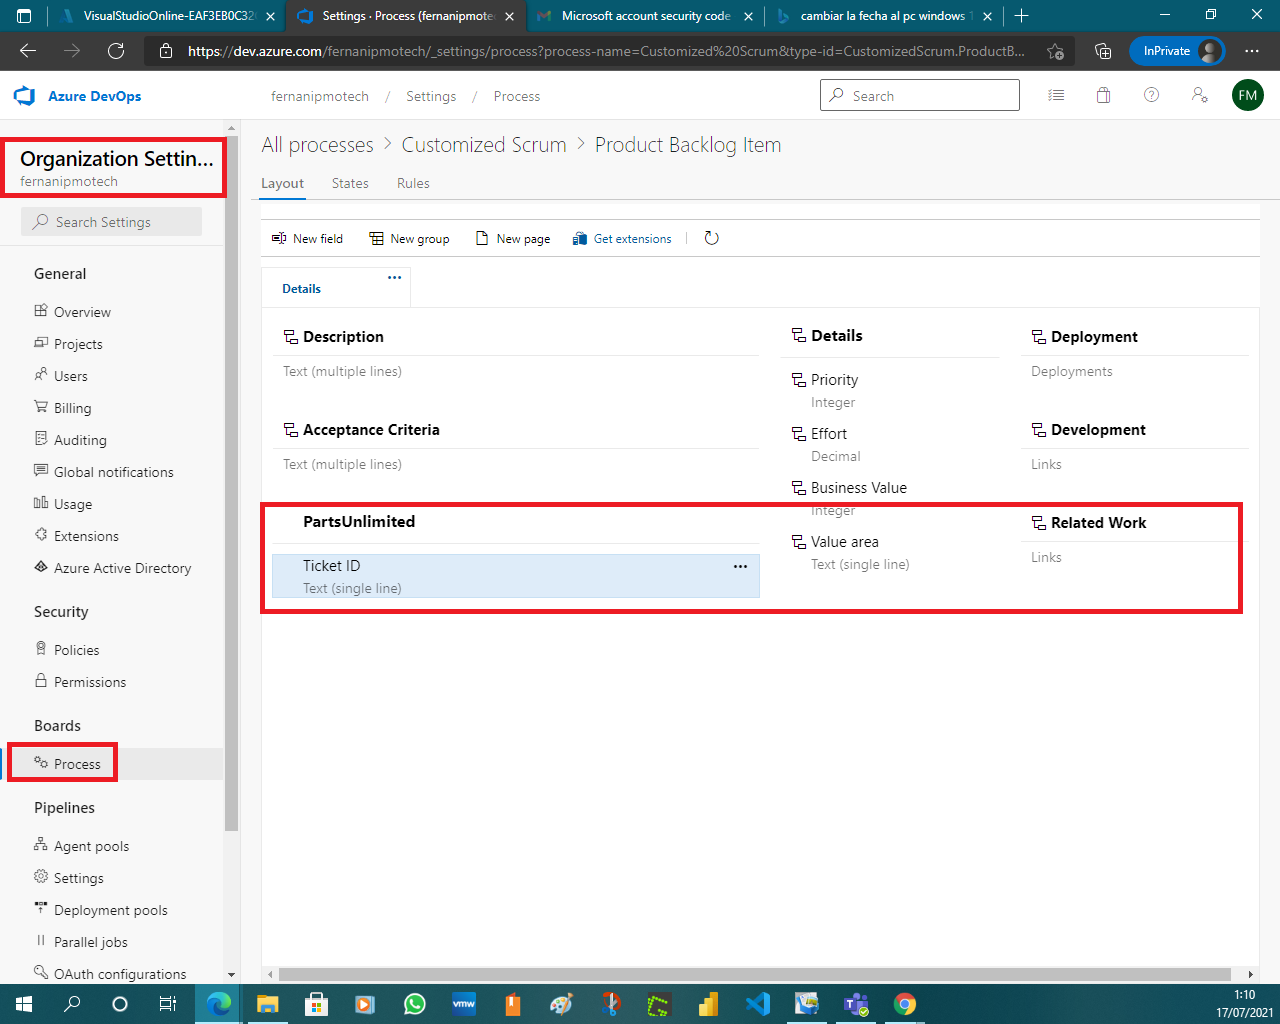 VisualStudioOnline-EAF3EB0C32
Settings · Process (fernanipmote
Microsoft account security code
cambiar la fecha al pc windows 1
https://dev.azure.com/fernanipmotech/_settings/process?process-name=Customized%20Scrum&type-id=CustomizedScrum.ProductB...
InPrivate
Azure DevOps
fernanipmotech / Settings / Process
Search
FM
Organization Settin...
fernanipmotech
Search Settings
General
Overview
Projects
Users
Billing
Auditing
Global notifications
Usage
Extensions
Azure Active Directory
Security
Policies
Permissions
Boards
Process
Pipelines
Agent pools
Settings
Deployment pools
Parallel jobs
OAuth configurations
All processes > Customized Scrum > Product Backlog Item
Layout States Rules
New field New group New page Get extensions
Details
Description
Text (multiple lines)
Acceptance Criteria
Text (multiple lines)
PartsUnlimited
Ticket ID
Text (single line)
Details
Priority
Integer
Effort
Decimal
Business Value
Integer
Value area
Text (single line)
Deployment
Deployments
Development
Links
Related Work
Links
vmw
1:10
17/07/2021